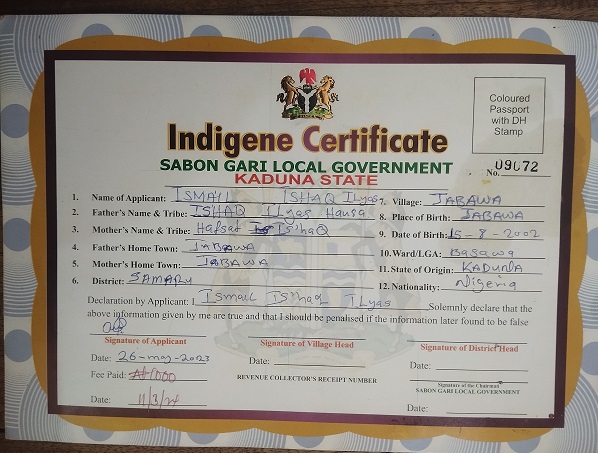 Coloured
Passport
with DH
Stamp
Indigene Certificate
SABON GARI LOCAL GOVERNMENT
KADUNA STATE
No. 09672
1. Name of Applicant: ISMAIL ISHAQ Ilyas
7. Village: JABAWA
2. Father's Name & Tribe: ISHAQ Ilyas Hausa
8. Place of Birth: JABAWA
3. Mother's Name & Tribe: Hafsat IShaQ
9. Date of Birth: 15-8-2002
4. Father's Home Town: JABAWA
10. Ward/LGA: Basawa
5. Mother's Home Town: JABAWA
11. State of Origin: KADUNA
6. District: SAMARU
12. Nationality: Nigeria
Declaration by Applicant: I Ismail IShaq Ilyas Solemnly declare that the
above information given by me are true and that I should be penalised if the information later found to be false
Signature of Applicant
Signature of Village Head
Signature of District Head
Date: 26-may-2023
Date:
Date:
Fee Paid: 1000
REVENUE COLLECTOR'S RECEIPT NUMBER
Signature of the Chairman
SABON GARI LOCAL GOVERNMENT
Date: 11/3/24
Date: